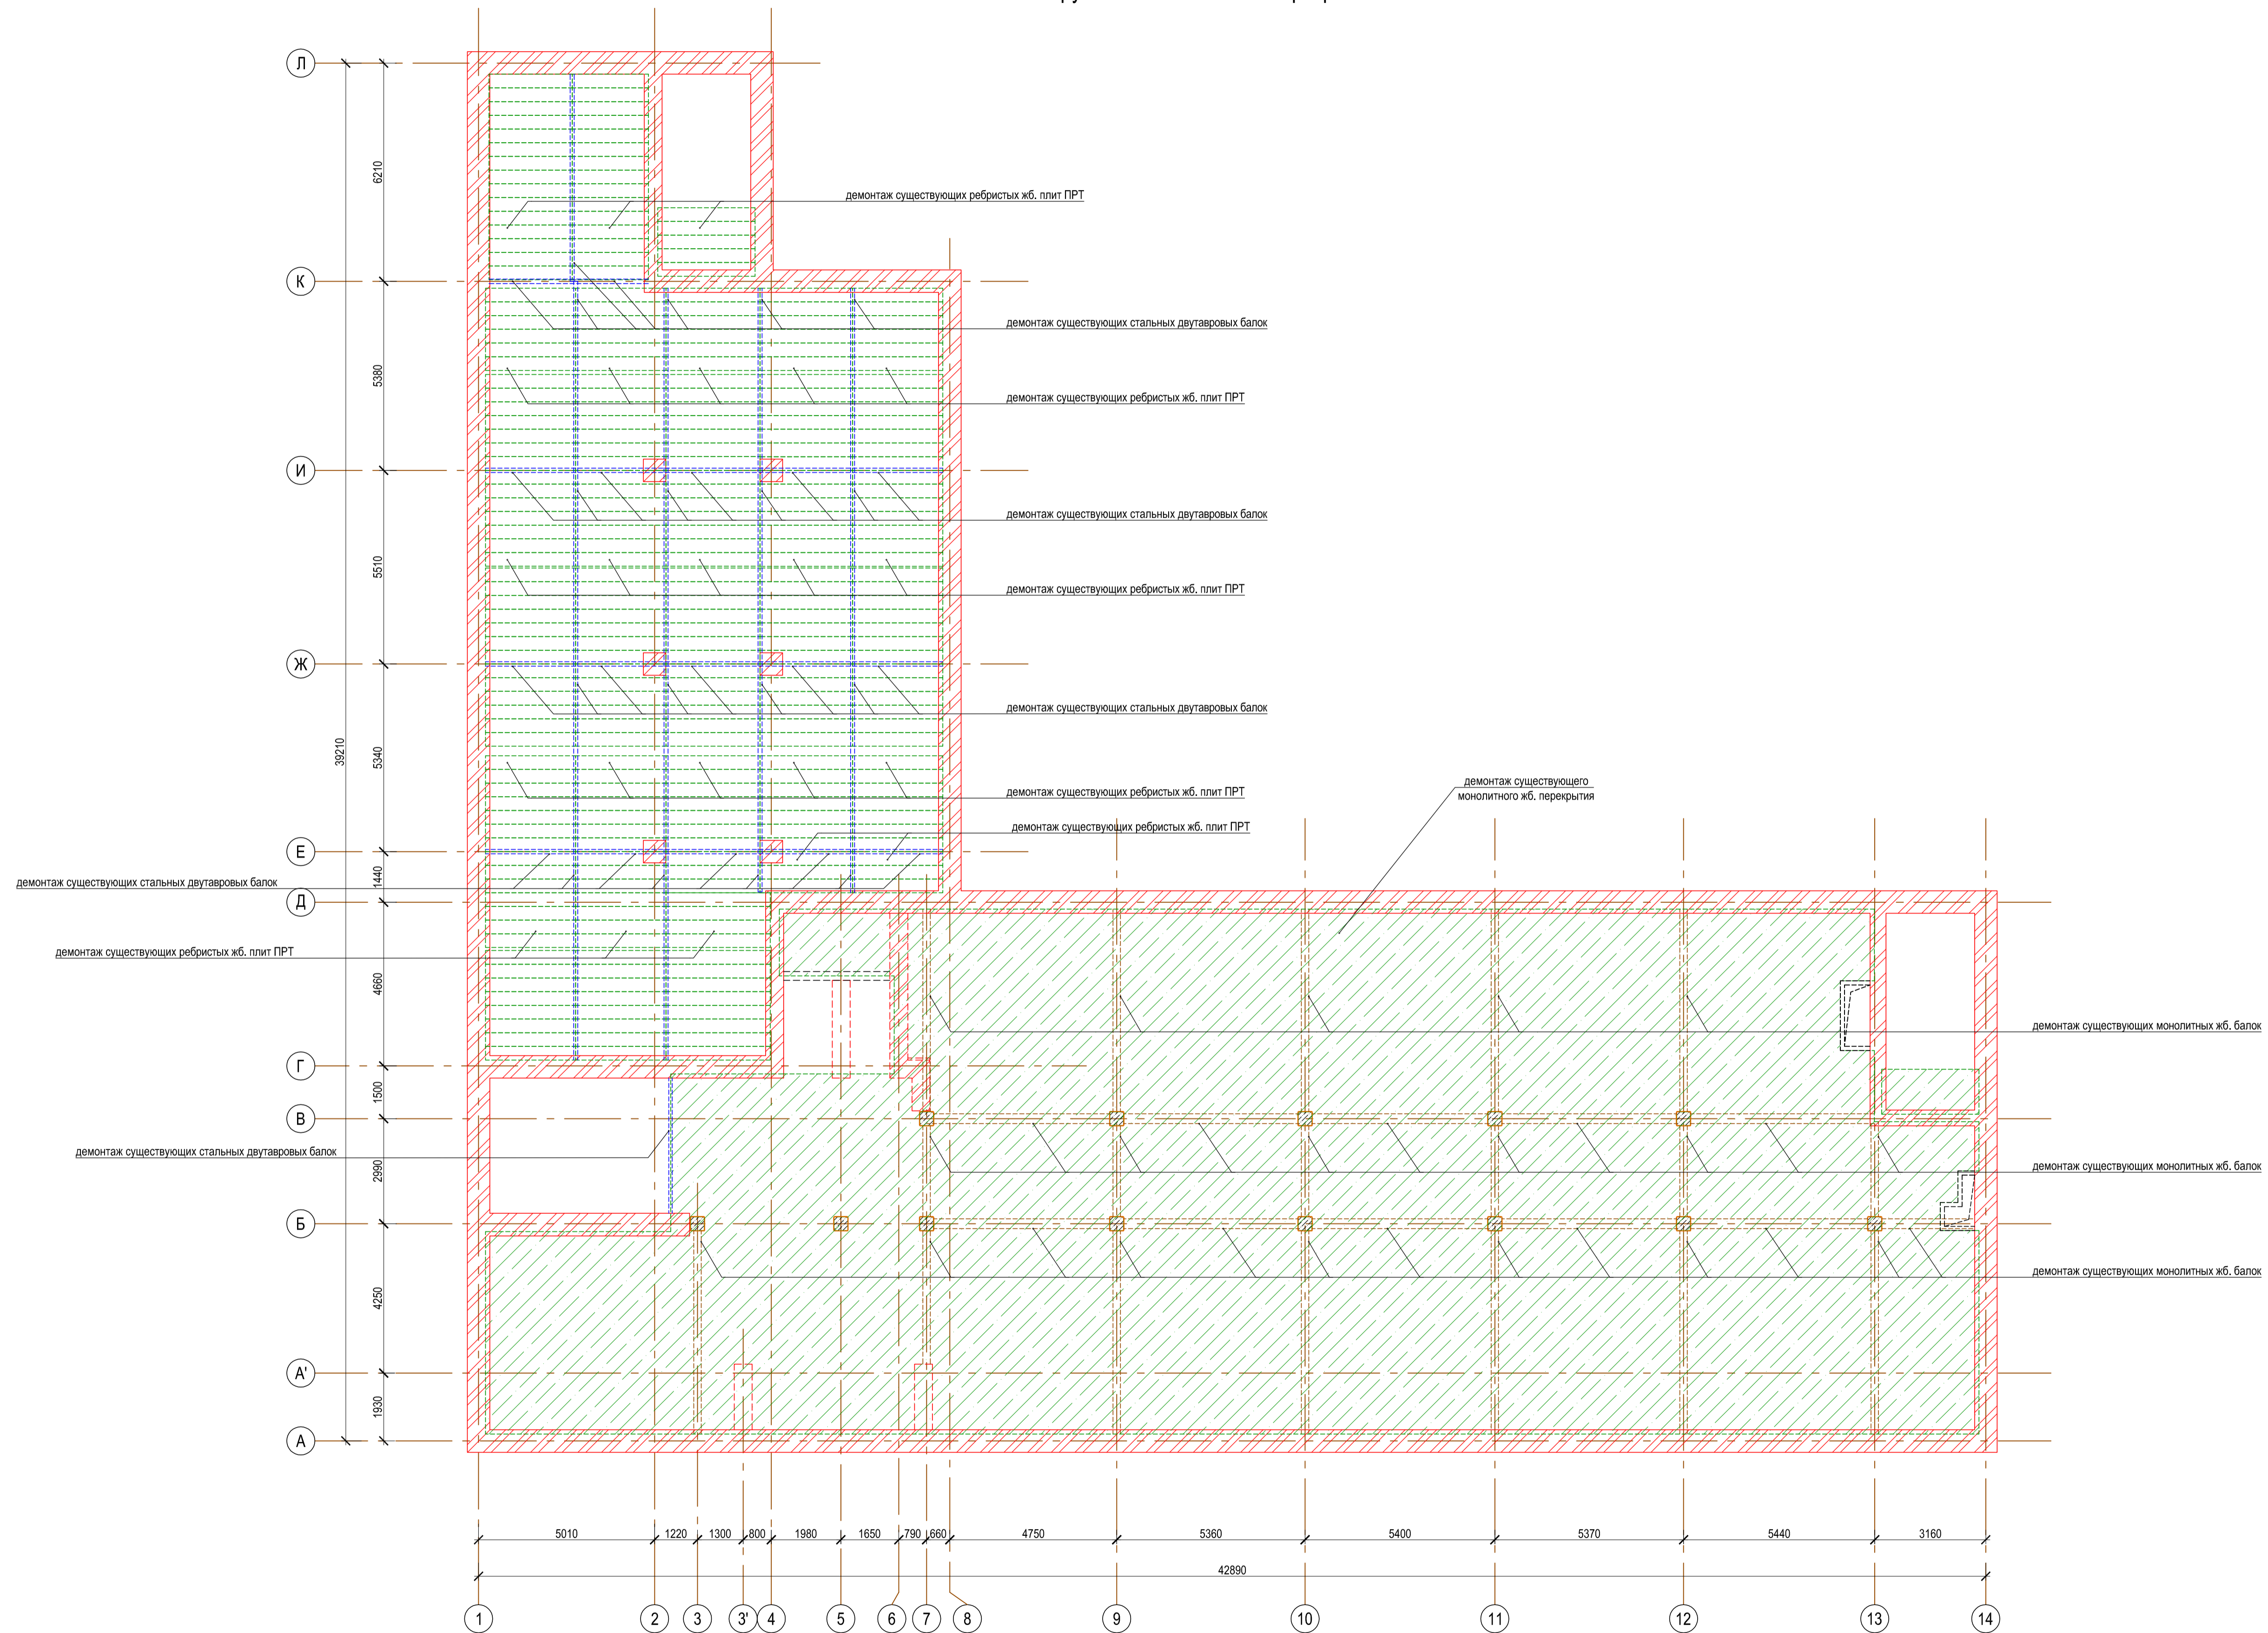 Л
6210
демонтаж существующих ребристых жб. плит ПРТ
К
демонтаж существующих стальных двутавровых балок
5380
демонтаж существующих ребристых жб. плит ПРТ
И
демонтаж существующих стальных двутавровых балок
5510
демонтаж существующих ребристых жб. плит ПРТ
Ж
демонтаж существующих стальных двутавровых балок
39210
5340
демонтаж существующего
монолитного жб. перекрытия
демонтаж существующих ребристых жб. плит ПРТ
демонтаж существующих ребристых жб. плит ПРТ
Е
1440
демонтаж существующих стальных двутавровых балок
Д
демонтаж существующих ребристых жб. плит ПРТ
4660
демонтаж существующих монолитных жб. балок
Г
1500
В
демонтаж существующих стальных двутавровых балок
2990
демонтаж существующих монолитных жб. балок
Б
демонтаж существующих монолитных жб. балок
4250
А'
1930
А
5010 1220 1300 800 1980 1650 790 660 4750 5360 5400 5370 5440 3160
42890
1 2 3 3' 4 5 6 7 8 9 10 11 12 13 14